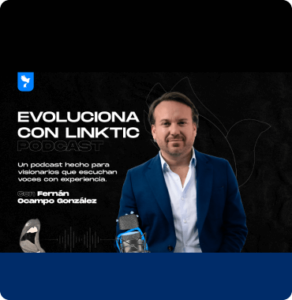 EVOLUCIONA
CON LINKTIC
PODCAST
Un podcast hecho para
visionarios que escuchan
voces con experiencia.
Con Fernán
Ocampo González